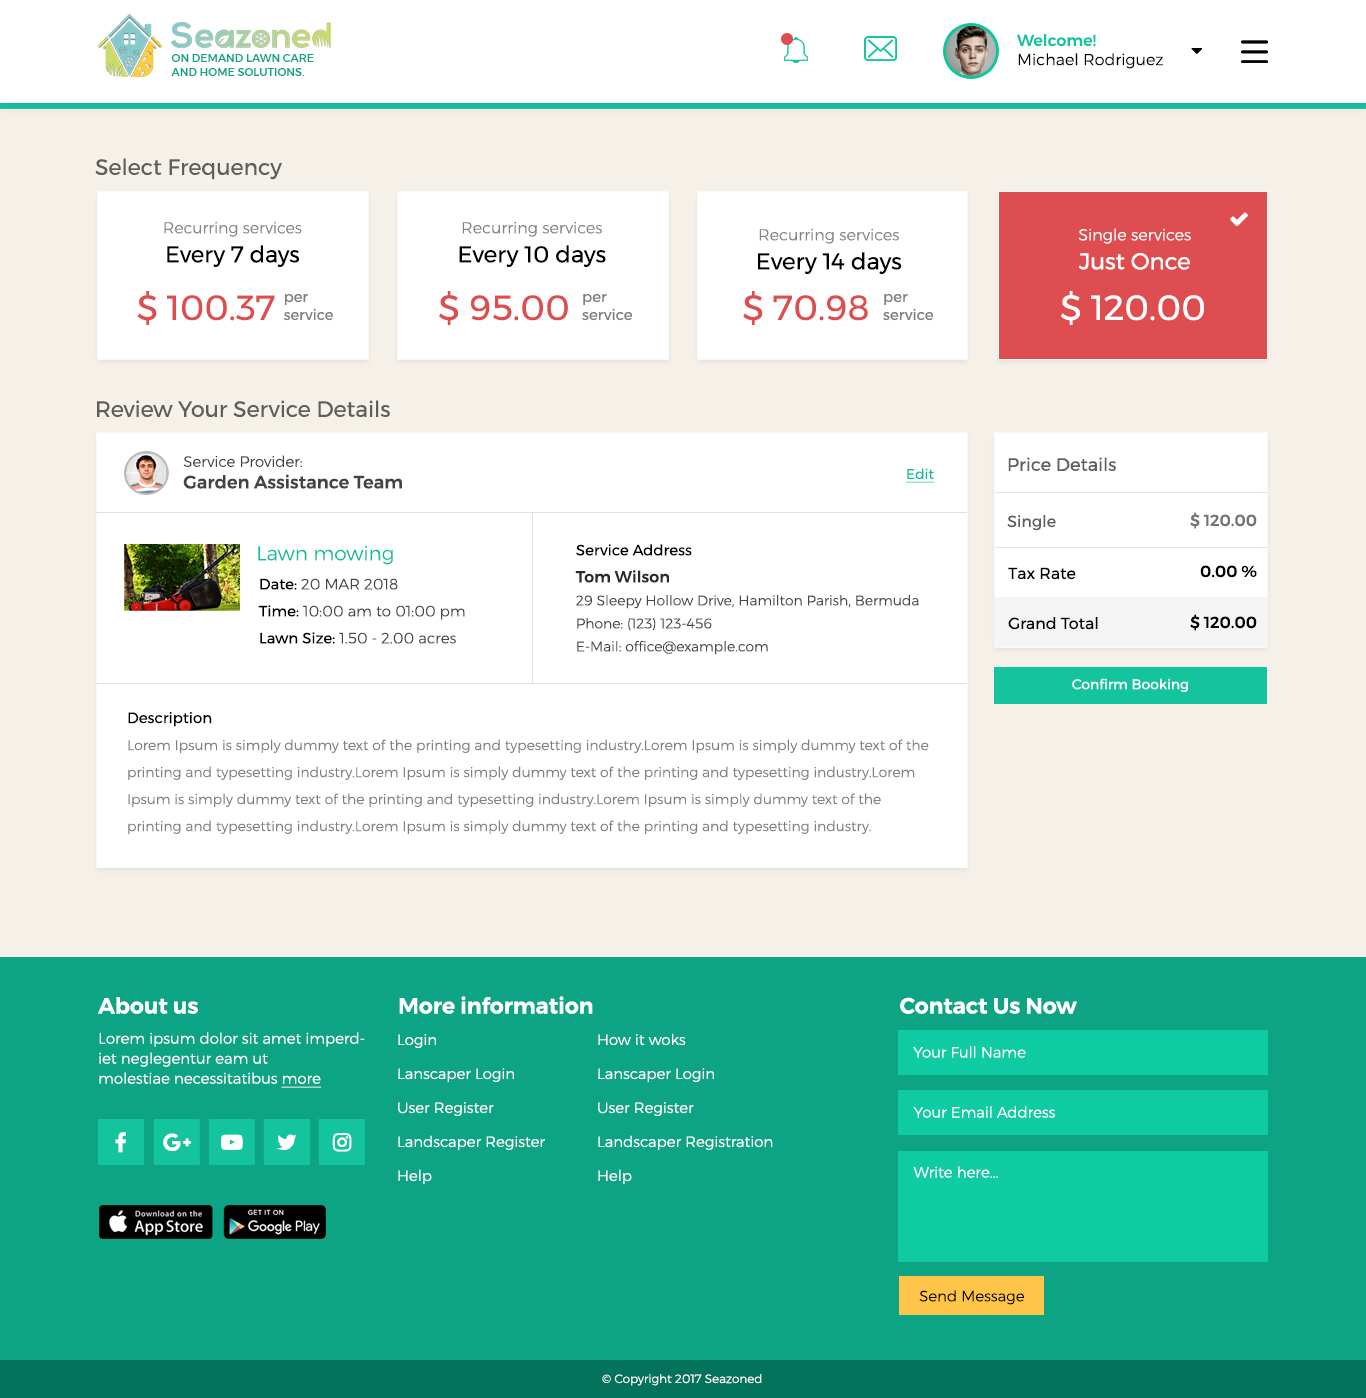 Seazoned
ON DEMAND LAWN CARE
AND HOME SOLUTIONS.
Welcome!
Michael Rodriguez
Select Frequency
Recurring services
Every 7 days
$ 100.37 per service
Recurring services
Every 10 days
$ 95.00 per service
Recurring services
Every 14 days
$ 70.98 per service
Single services
Just Once
$ 120.00
Review Your Service Details
Service Provider:
Garden Assistance Team
Edit
Lawn mowing
Date: 20 MAR 2018
Time: 10:00 am to 01:00 pm
Lawn Size: 1.50 - 2.00 acres
Service Address
Tom Wilson
29 Sleepy Hollow Drive, Hamilton Parish, Bermuda
Phone: (123) 123-456
E-Mail: office@example.com
Description
Lorem Ipsum is simply dummy text of the printing and typesetting industry.Lorem Ipsum is simply dummy text of the
printing and typesetting industry.Lorem Ipsum is simply dummy text of the printing and typesetting industry.Lorem
Ipsum is simply dummy text of the printing and typesetting industry.Lorem Ipsum is simply dummy text of the
printing and typesetting industry.Lorem Ipsum is simply dummy text of the printing and typesetting industry.
Price Details
Single $ 120.00
Tax Rate 0.00 %
Grand Total $ 120.00
Confirm Booking
About us
Lorem ipsum dolor sit amet imperd-
iet neglegentur eam ut
molestiae necessitatibus more
G+
Download on the
App Store
GET IT ON
Google Play
More information
Login
Lanscaper Login
User Register
Landscaper Register
Help
How it woks
Lanscaper Login
User Register
Landscaper Registration
Help
Contact Us Now
Your Full Name
Your Email Address
Write here...
Send Message
© Copyright 2017 Seazoned